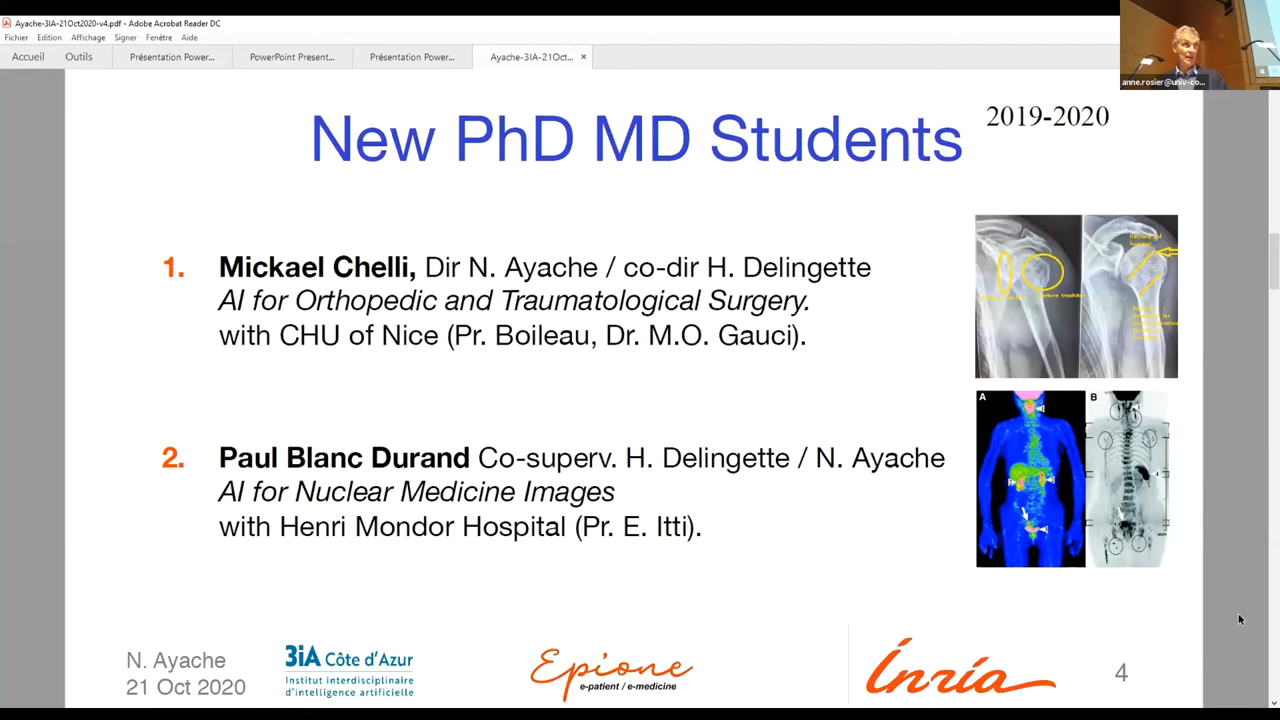 Ayache-3IA-21Oct2020-v4.pdf - Adobe Acrobat Reader DC
Fichier Edition Affichage Signer Fenêtre Aide
Accueil Outils Présentation Power... PowerPoint Present... Présentation Power... Ayache-3IA-21Oct... ×
anne.rosier@univ-co...
New PhD MD Students
2019-2020
1. Mickael Chelli, Dir N. Ayache / co-dir H. Delingette
AI for Orthopedic and Traumatological Surgery.
with CHU of Nice (Pr. Boileau, Dr. M.O. Gauci).
2. Paul Blanc Durand Co-superv. H. Delingette / N. Ayache
AI for Nuclear Medicine Images
with Henri Mondor Hospital (Pr. E. Itti).
A B
N. Ayache
21 Oct 2020
3iA Côte d'Azur
Institut interdisciplinaire
d'intelligence artificielle
Epione
e-patient / e-medicine
Inria
4